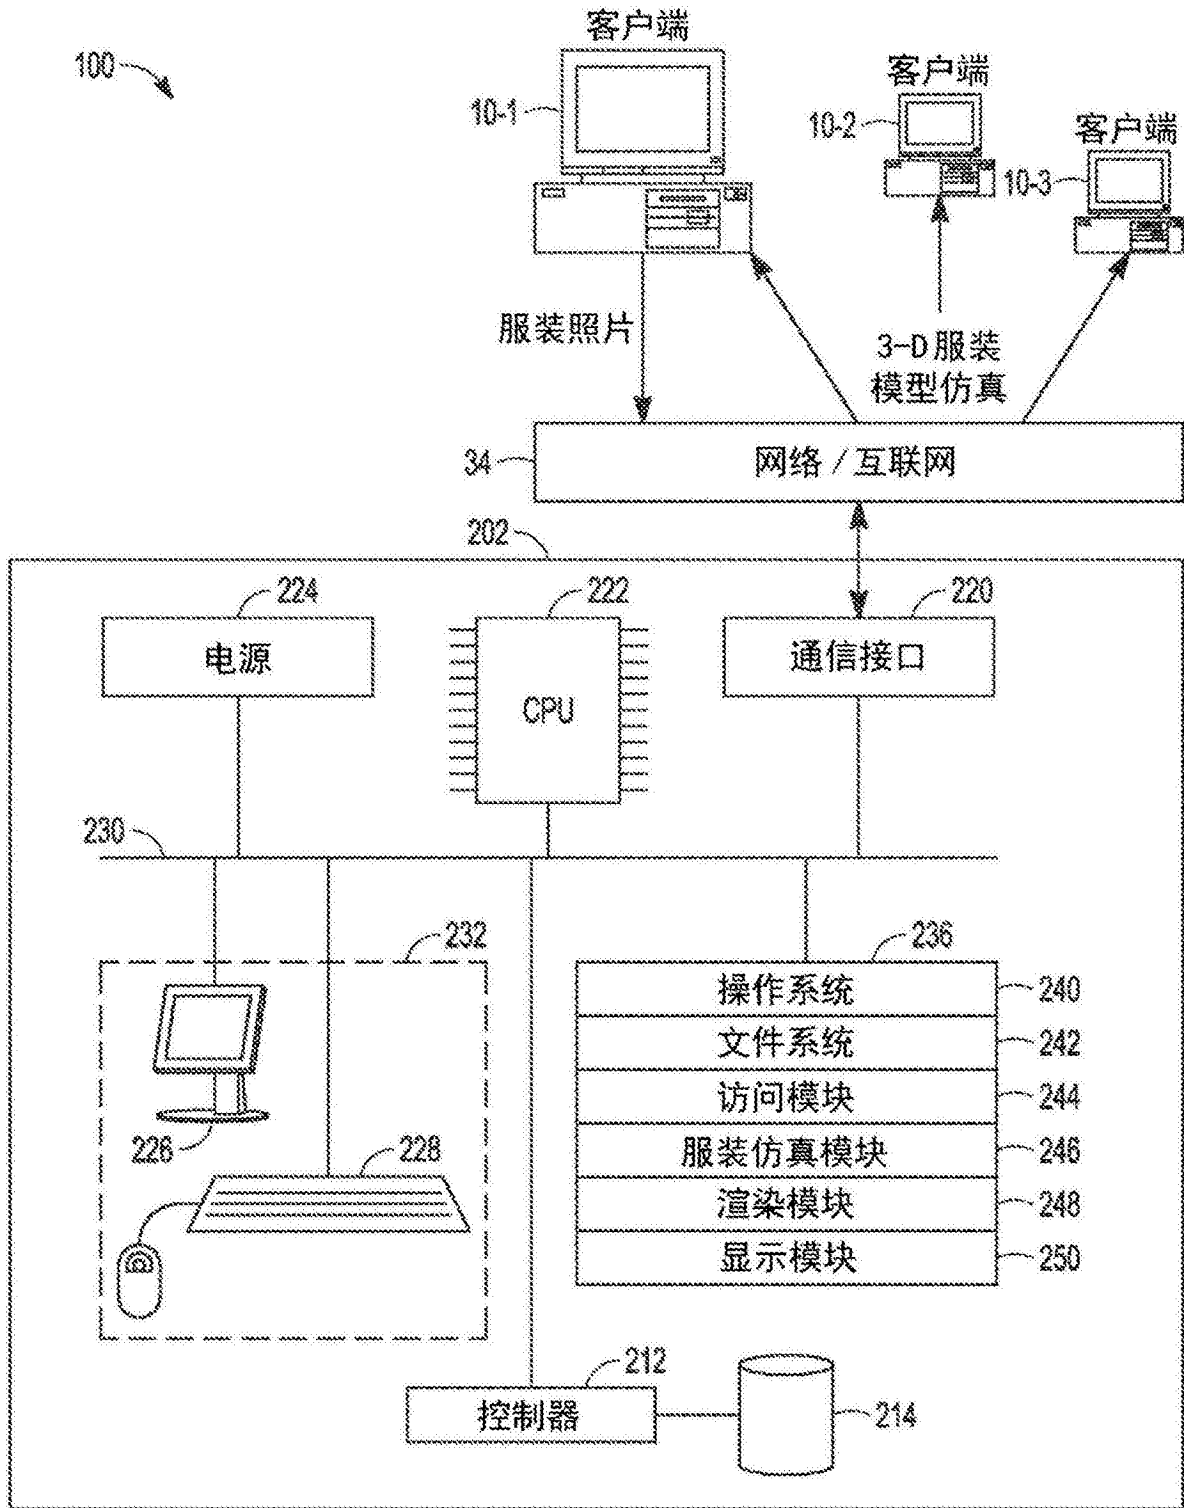 客户端
100
10-1
客户端
10-2
客户端
10-3
服装照片
3-D服装
模型仿真
34
网络/互联网
202
224
电源
222
CPU
220
通信接口
230
232
226
228
236
操作系统 240
文件系统 242
访问模块 244
服装仿真模块 246
渲染模块 248
显示模块 250
212
控制器
214